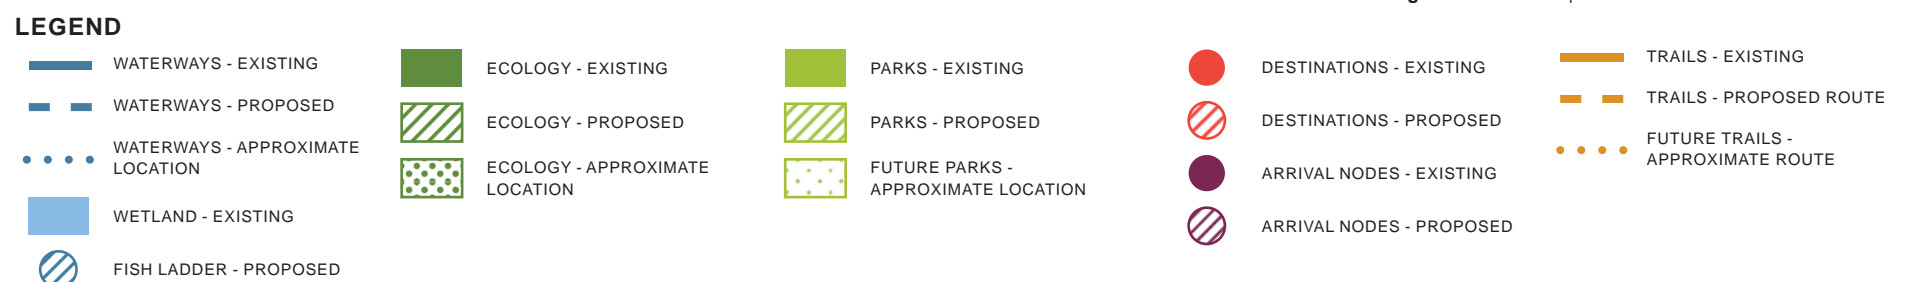 LEGEND
WATERWAYS - EXISTING
WATERWAYS - PROPOSED
WATERWAYS - APPROXIMATE
LOCATION
WETLAND - EXISTING
FISH LADDER - PROPOSED
ECOLOGY - EXISTING
ECOLOGY - PROPOSED
ECOLOGY - APPROXIMATE
LOCATION
PARKS - EXISTING
PARKS - PROPOSED
FUTURE PARKS -
APPROXIMATE LOCATION
DESTINATIONS - EXISTING
DESTINATIONS - PROPOSED
ARRIVAL NODES - EXISTING
ARRIVAL NODES - PROPOSED
TRAILS - EXISTING
TRAILS - PROPOSED ROUTE
FUTURE TRAILS -
APPROXIMATE ROUTE